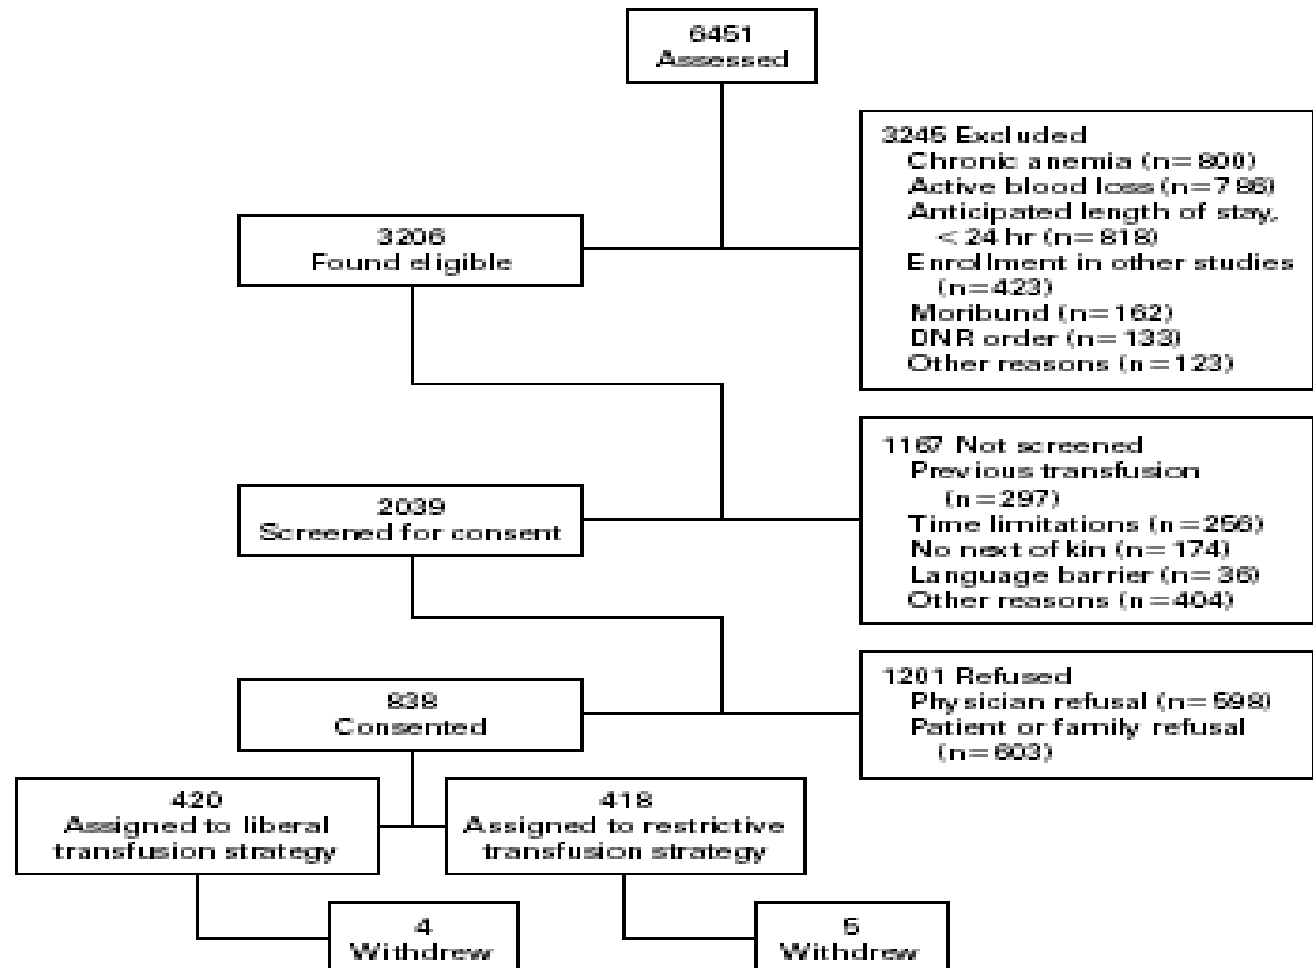 6451
Assessed
3245 Excluded
Chronic anemia (n=800)
Active blood loss (n=786)
Anticipated length of stay,
< 24 hr (n=818)
Enrollment in other studies
(n=423)
Moribund (n=162)
DNR order (n=133)
Other reasons (n=123)
3206
Found eligible
1167 Not screened
Previous transfusion
(n=297)
Time limitations (n=256)
No next of kin (n=174)
Language barrier (n=36)
Other reasons (n=404)
2039
Screened for consent
1201 Refused
Physician refusal (n=598)
Patient or family refusal
(n=603)
838
Consented
420
Assigned to liberal
transfusion strategy
418
Assigned to restrictive
transfusion strategy
4
Withdrew
5
Withdrew